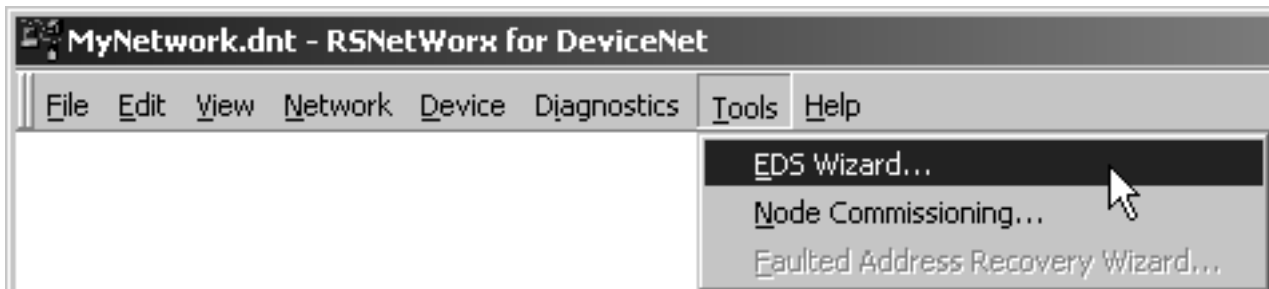 MyNetwork.dnt - RSNetWorx for DeviceNet
File Edit View Network Device Diagnostics Tools Help
EDS Wizard...
Node Commissioning...
Faulted Address Recovery Wizard...